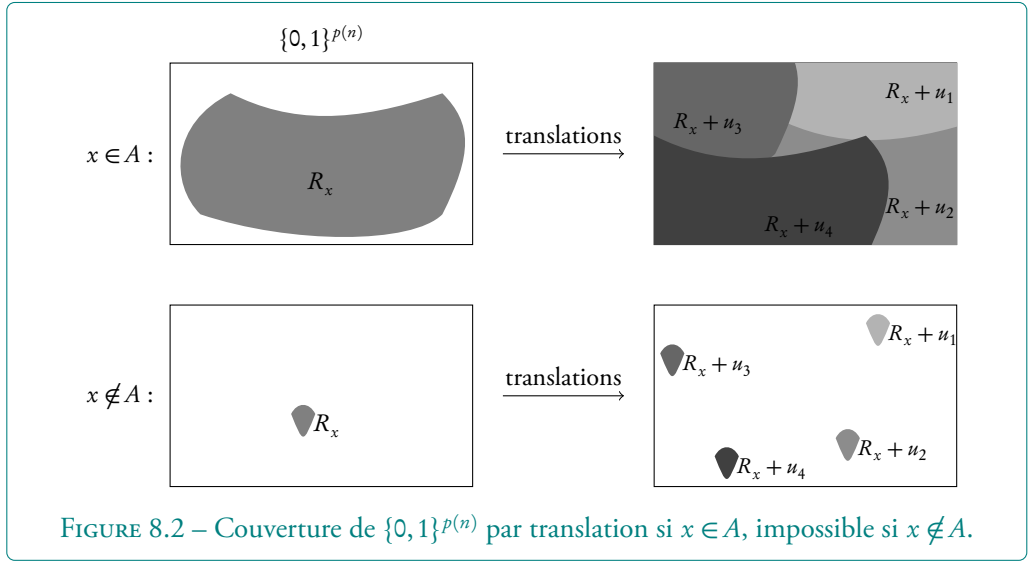 {0,1}^{p(n)}
x ∈ A :
R_x
translations
R_x + u_1
R_x + u_3
R_x + u_2
R_x + u_4
x ∉ A :
R_x
translations
R_x + u_1
R_x + u_3
R_x + u_2
R_x + u_4
FIGURE 8.2 – Couverture de {0,1}^{p(n)} par translation si x ∈ A, impossible si x ∉ A.